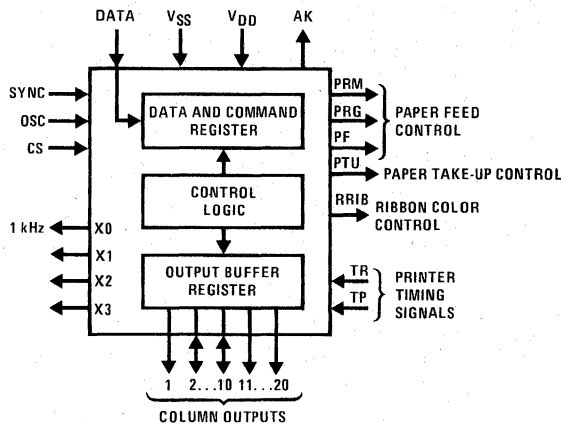 DATA VSS VDD AK
SYNC
OSC
CS
1 kHz X0
X1
X2
X3
DATA AND COMMAND
REGISTER
CONTROL
LOGIC
OUTPUT BUFFER
REGISTER
PRM
PRG
PF
PAPER FEED
CONTROL
PTU
PAPER TAKE-UP CONTROL
RRIB
RIBBON COLOR
CONTROL
TR
TP
PRINTER
TIMING
SIGNALS
1 2...10 11...20
COLUMN OUTPUTS